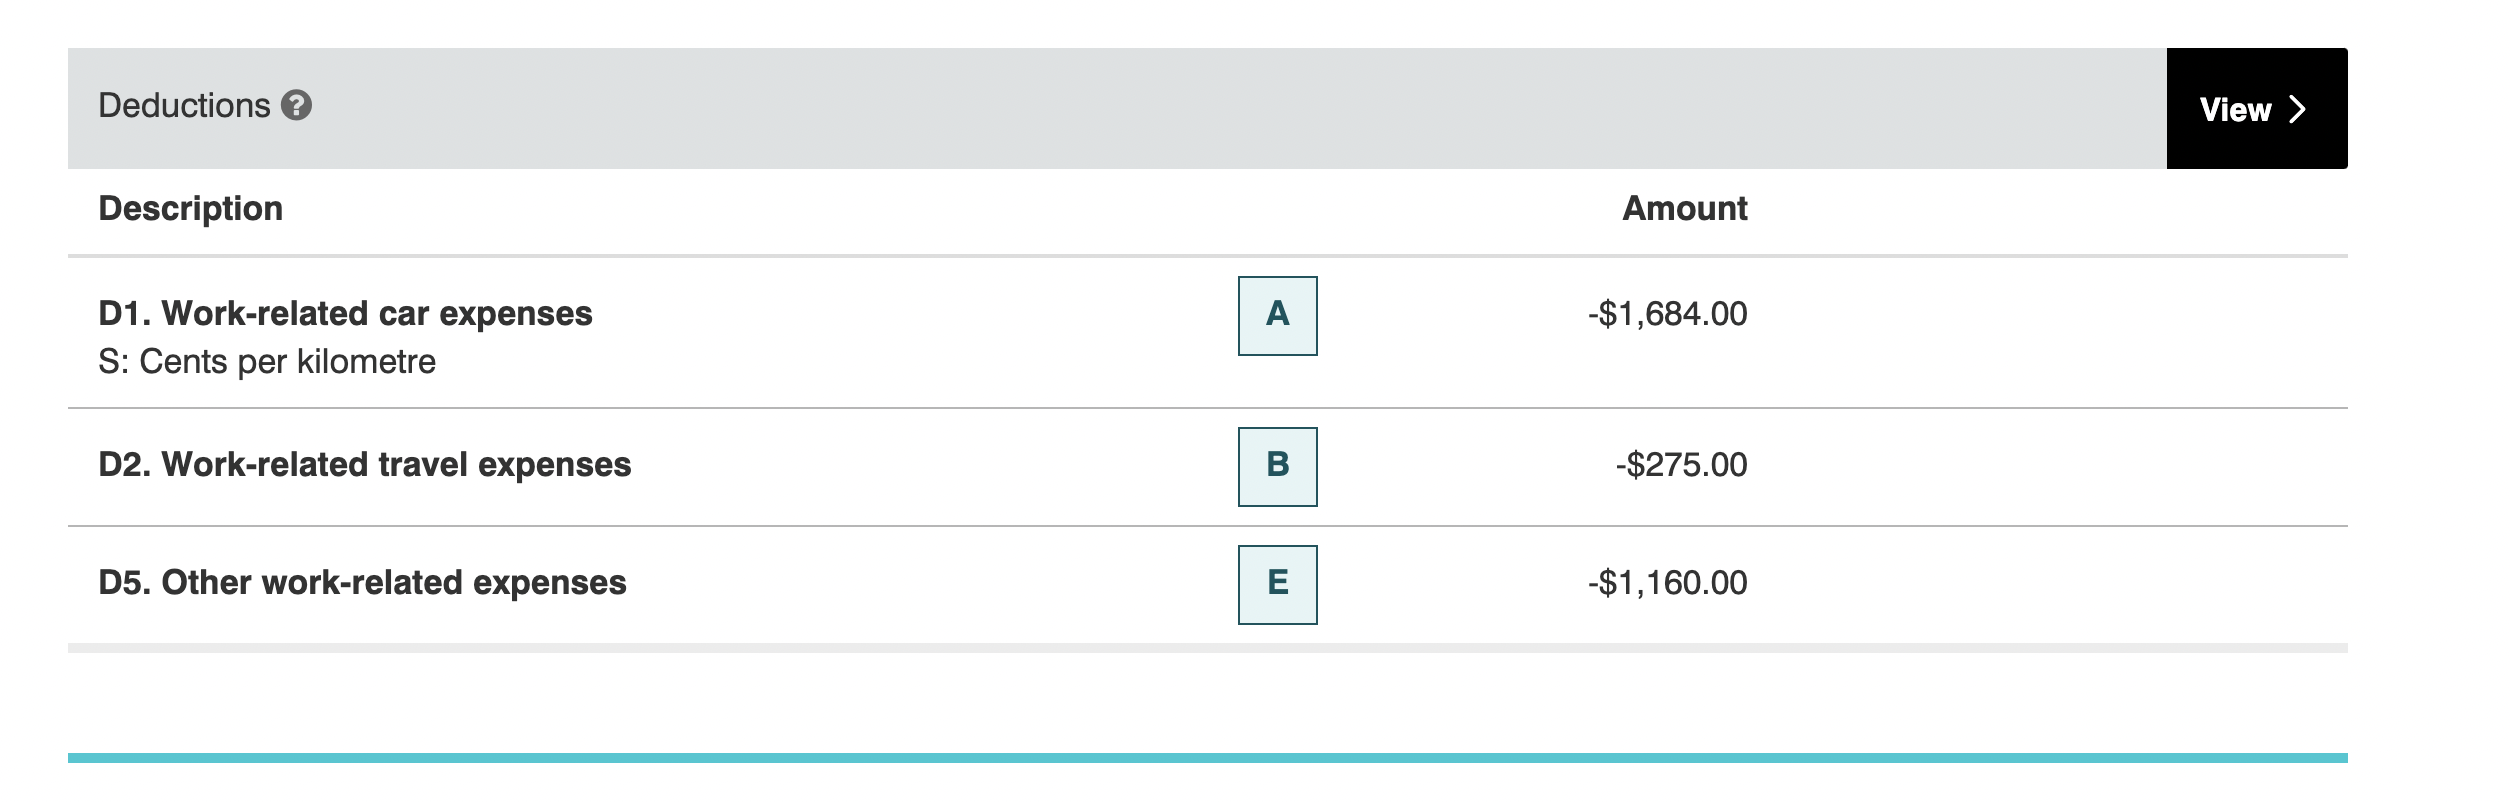 Deductions ?
View
Description Amount
D1. Work-related car expenses A -$1,684.00
S: Cents per kilometre
D2. Work-related travel expenses B -$275.00
D5. Other work-related expenses E -$1,160.00